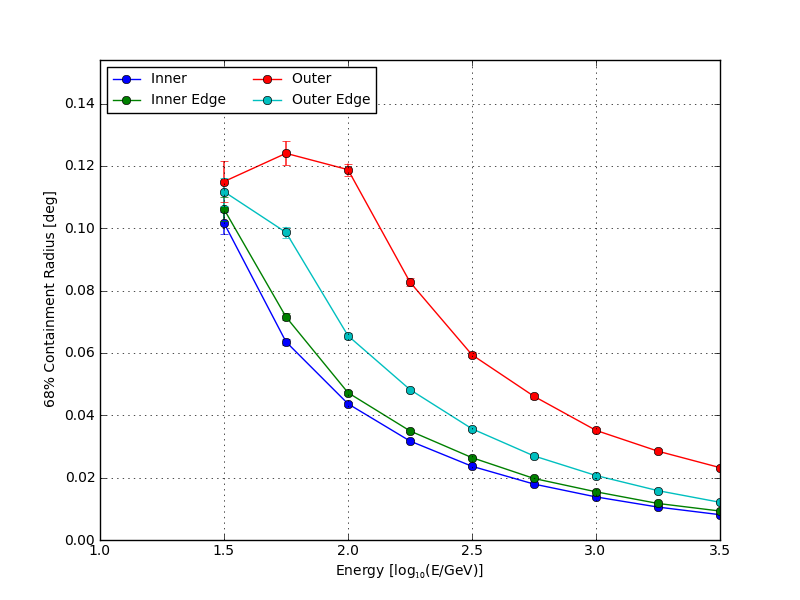 Inner Outer
Inner Edge Outer Edge
0.14
0.12
0.10
0.08
0.06
0.04
0.02
0.00
68% Containment Radius [deg]
1.0 1.5 2.0 2.5 3.0 3.5
Energy [log₁₀(E/GeV)]